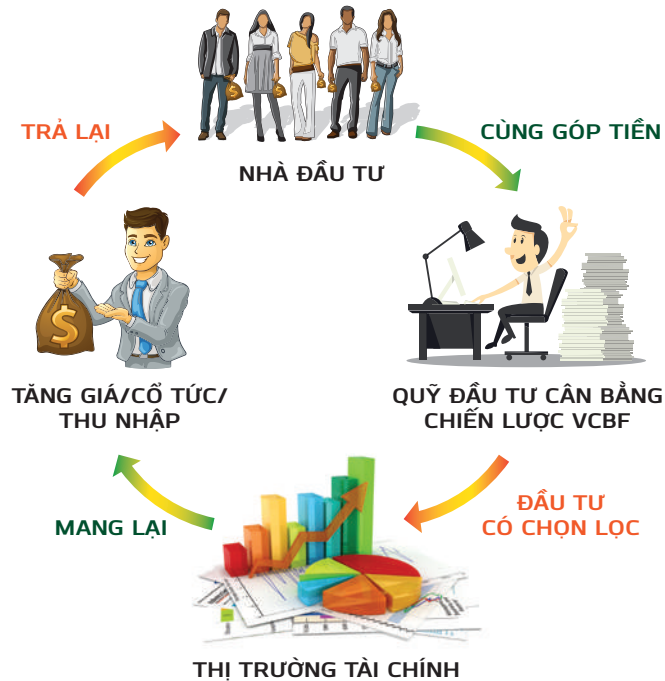 TRẢ LẠI
CÙNG GÓP TIỀN
NHÀ ĐẦU TƯ
TĂNG GIÁ/CỔ TỨC/
THU NHẬP
QUỸ ĐẦU TƯ CÂN BẰNG
CHIẾN LƯỢC VCBF
MANG LẠI
ĐẦU TƯ
CÓ CHỌN LỌC
THỊ TRƯỜNG TÀI CHÍNH